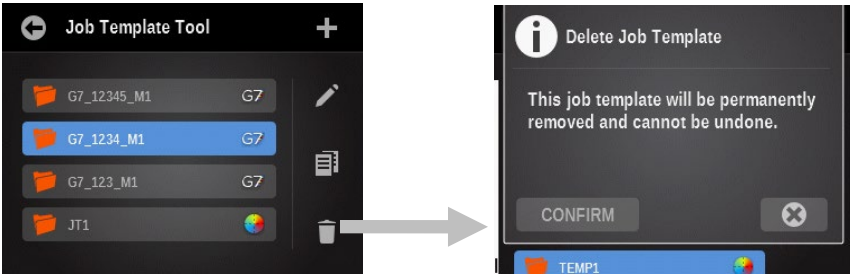 Job Template Tool
G7_12345_M1 G7
G7_1234_M1 G7
G7_123_M1 G7
JT1
Delete Job Template
This job template will be permanently
removed and cannot be undone.
CONFIRM
TEMP1